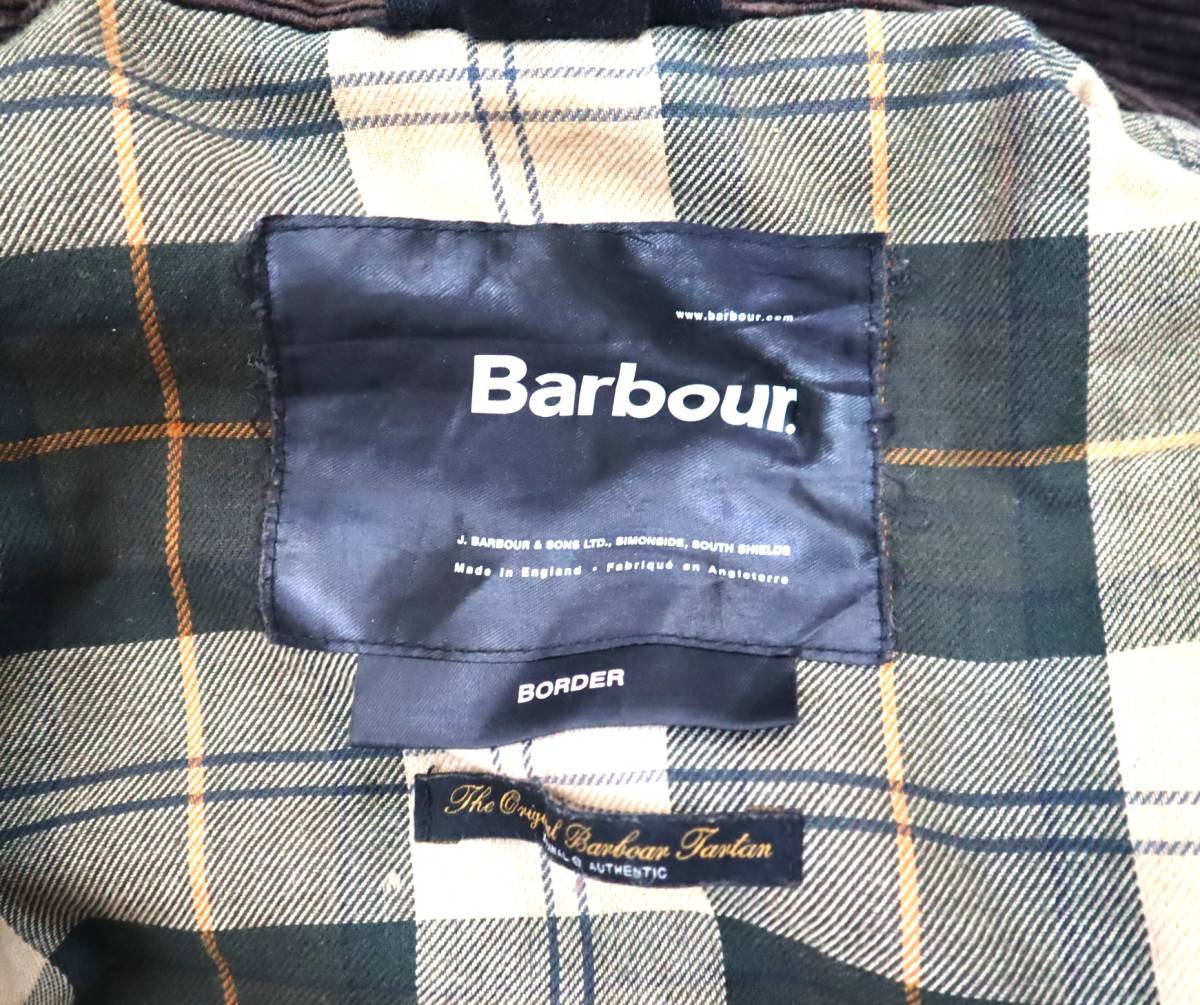 www.barbour.com
Barbour.
J. BARBOUR & SONS LTD., SIMONSIDE, SOUTH SHIELDS
Made in England - Fabriqué en Angleterre
BORDER
The Original Barbour Tartan
AUTHENTIC